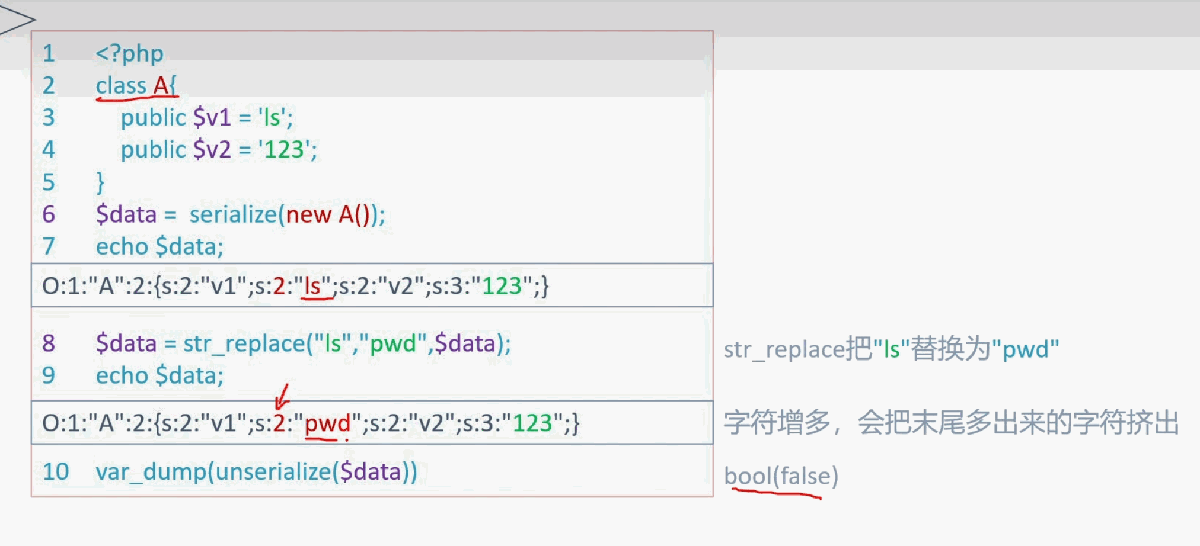 1 <?php
2 class A{
3 public $v1 = 'ls';
4 public $v2 = '123';
5 }
6 $data = serialize(new A());
7 echo $data;
O:1:"A":2:{s:2:"v1";s:2:"ls";s:2:"v2";s:3:"123";}
8 $data = str_replace("ls","pwd",$data);
str_replace把"ls"替换为"pwd"
9 echo $data;
O:1:"A":2:{s:2:"v1";s:2:"pwd";s:2:"v2";s:3:"123";}
字符增多，会把末尾多出来的字符挤出
10 var_dump(unserialize($data))
bool(false)